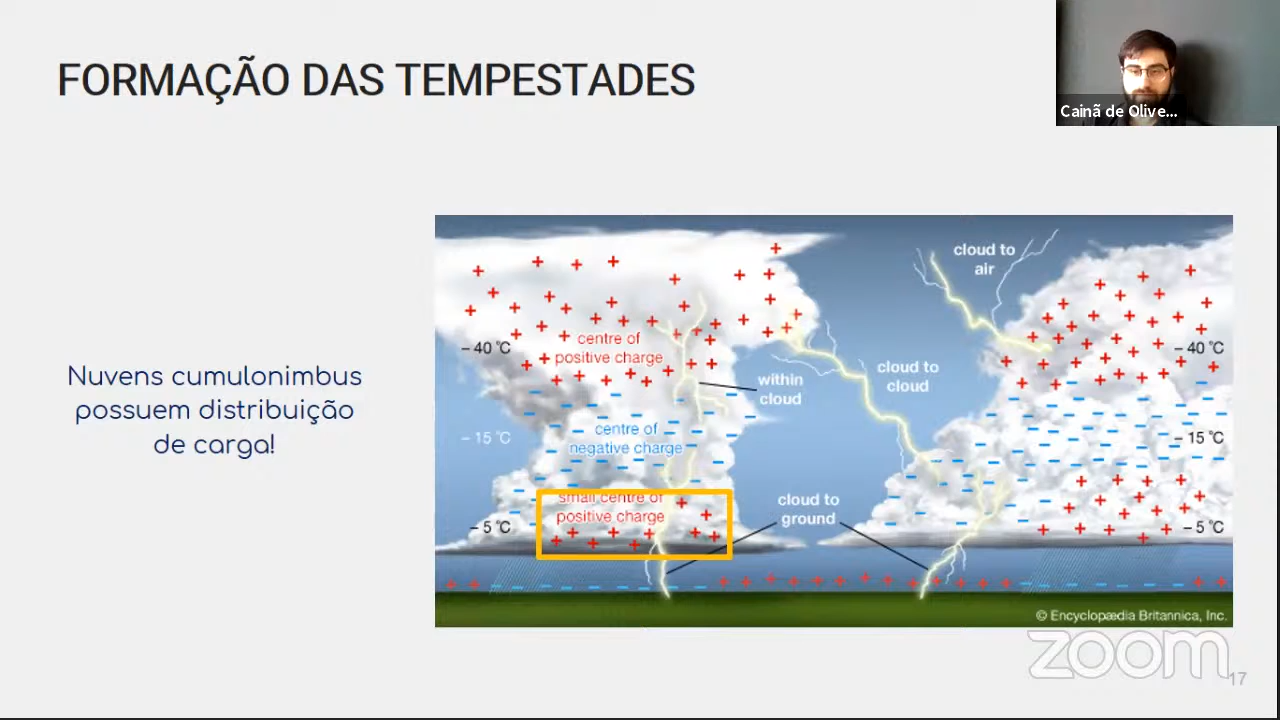 FORMAÇÃO DAS TEMPESTADES
Cainã de Olive...
Nuvens cumulonimbus
possuem distribuição
de carga!
cloud to
air
centre of
positive charge
– 40 °C
– 40 °C
within
cloud
cloud to
cloud
centre of
negative charge
– 15 °C
– 15 °C
small centre of
positive charge
cloud to
ground
– 5 °C
– 5 °C
© Encyclopædia Britannica, Inc.
zoom
17